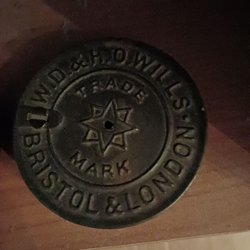 W.D. & H.O. WILLS.
BRISTOL & LONDON
TRADE
MARK